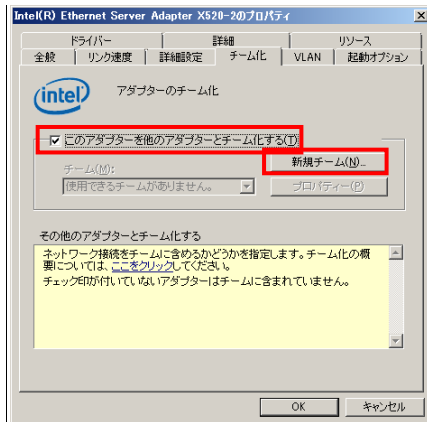 Intel(R) Ethernet Server Adapter X520-2のプロパティ
ドライバー 詳細 リソース
全般 リンク速度 詳細設定 チーム化 VLAN 起動オプション
intel アダプターのチーム化
このアダプターを他のアダプターとチーム化する(T)
新規チーム(N)...
チーム(M):
使用できるチームがありません。 プロパティー(P)
その他のアダプターとチーム化する
ネットワーク接続をチームに含めるかどうかを指定します。チーム化の概
要については、ここをクリックしてください。
チェック印が付いていないアダプターはチームに含まれていません。
OK キャンセル